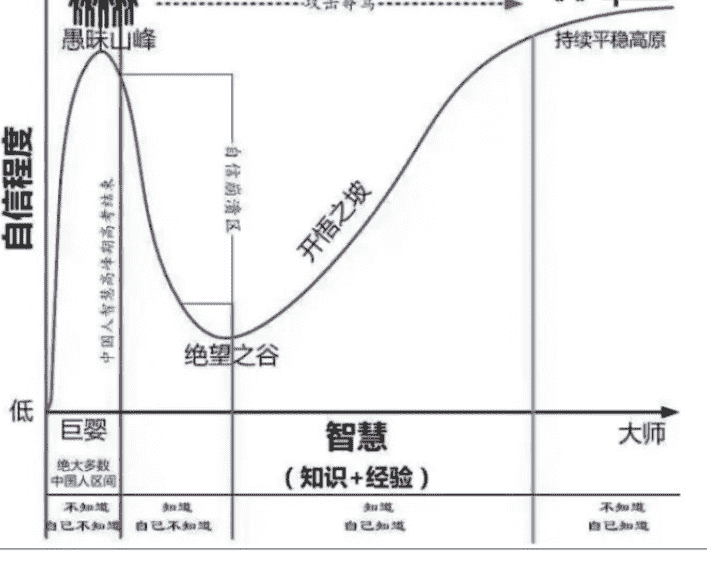 攻击辱骂
愚昧山峰
持续平稳高原
自信程度
自信崩溃区
中国人智慧高峰期高考结束
开悟之坡
绝望之谷
低
巨婴
智慧
大师
绝大多数
中国人区间
(知识+经验)
不知道
自己不知道
知道
自己不知道
知道
自己知道
不知道
自己知道